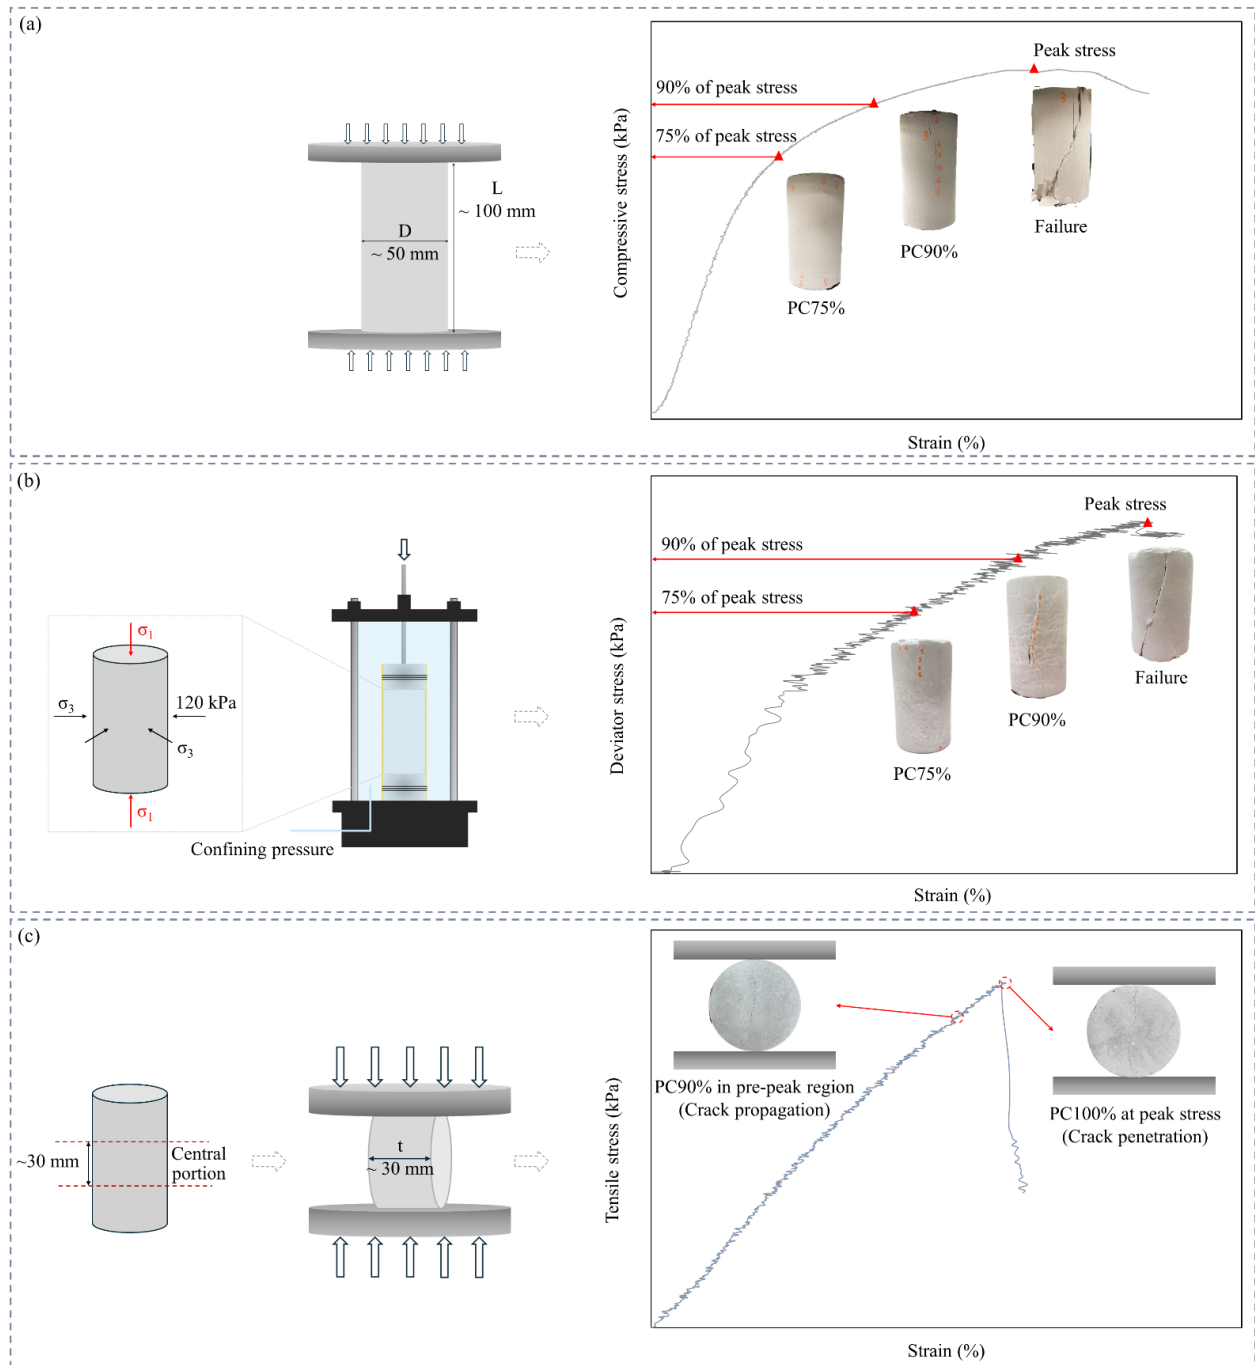 (a)
L
~ 100 mm
D
~ 50 mm
Compressive stress (kPa)
90% of peak stress
75% of peak stress
Peak stress
PC75%
PC90%
Failure
Strain (%)
(b)
σ1
σ3
120 kPa
σ3
σ1
Confining pressure
Deviator stress (kPa)
90% of peak stress
75% of peak stress
Peak stress
PC75%
PC90%
Failure
Strain (%)
(c)
~30 mm
Central
portion
t
~ 30 mm
Tensile stress (kPa)
PC90% in pre-peak region
(Crack propagation)
PC100% at peak stress
(Crack penetration)
Strain (%)